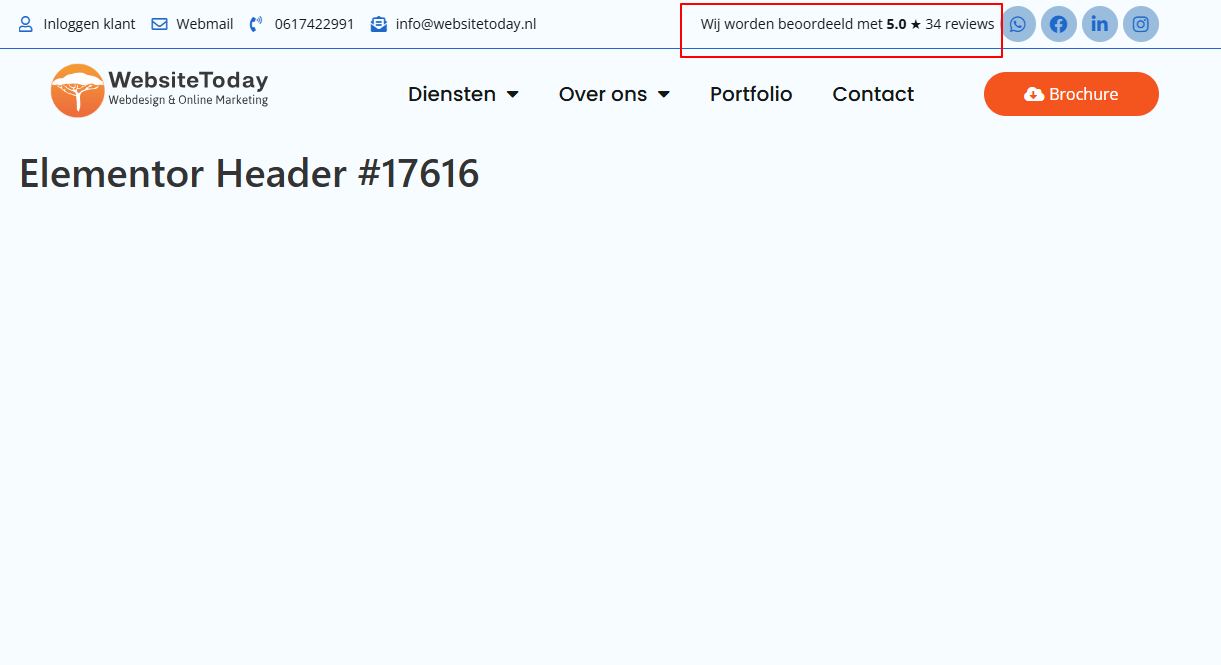 Inloggen klant Webmail 0617422991 info@websitetoday.nl Wij worden beoordeeld met 5.0 ★ 34 reviews
WebsiteToday
Webdesign & Online Marketing
Diensten Over ons Portfolio Contact Brochure
Elementor Header #17616